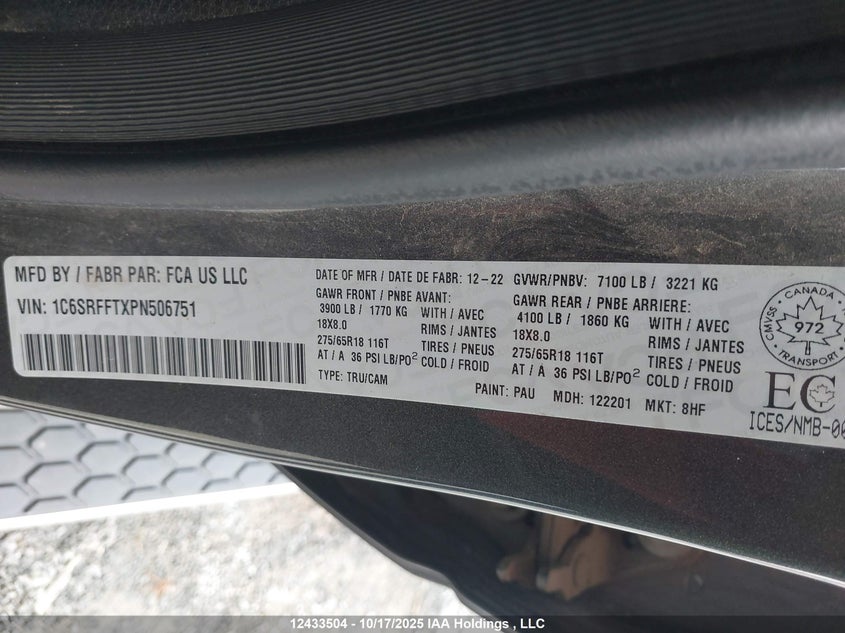 MFD BY / FABR PAR: FCA US LLC
VIN: 1C6SRFFTXPN506751
DATE OF MFR / DATE DE FABR: 12-22
GAWR FRONT / PNBE AVANT:
3900 LB / 1770 KG WITH / AVEC
18X8.0 RIMS / JANTES
275/65R18 116T TIRES / PNEUS
AT / A 36 PSI LB/PO² COLD / FROID
TYPE: TRU/CAM
GVWR/PNBV: 7100 LB / 3221 KG
GAWR REAR / PNBE ARRIERE:
4100 LB / 1860 KG WITH / AVEC
18X8.0 RIMS / JANTES
275/65R18 116T TIRES / PNEUS
AT / A 36 PSI LB/PO² COLD / FROID
PAINT: PAU MDH: 122201 MKT: 8HF
CANADA
CMVSS NSVAC
972
TRANSPORT
EC
ICES/NMB-00
12433504 - 10/17/2025 IAA Holdings , LLC